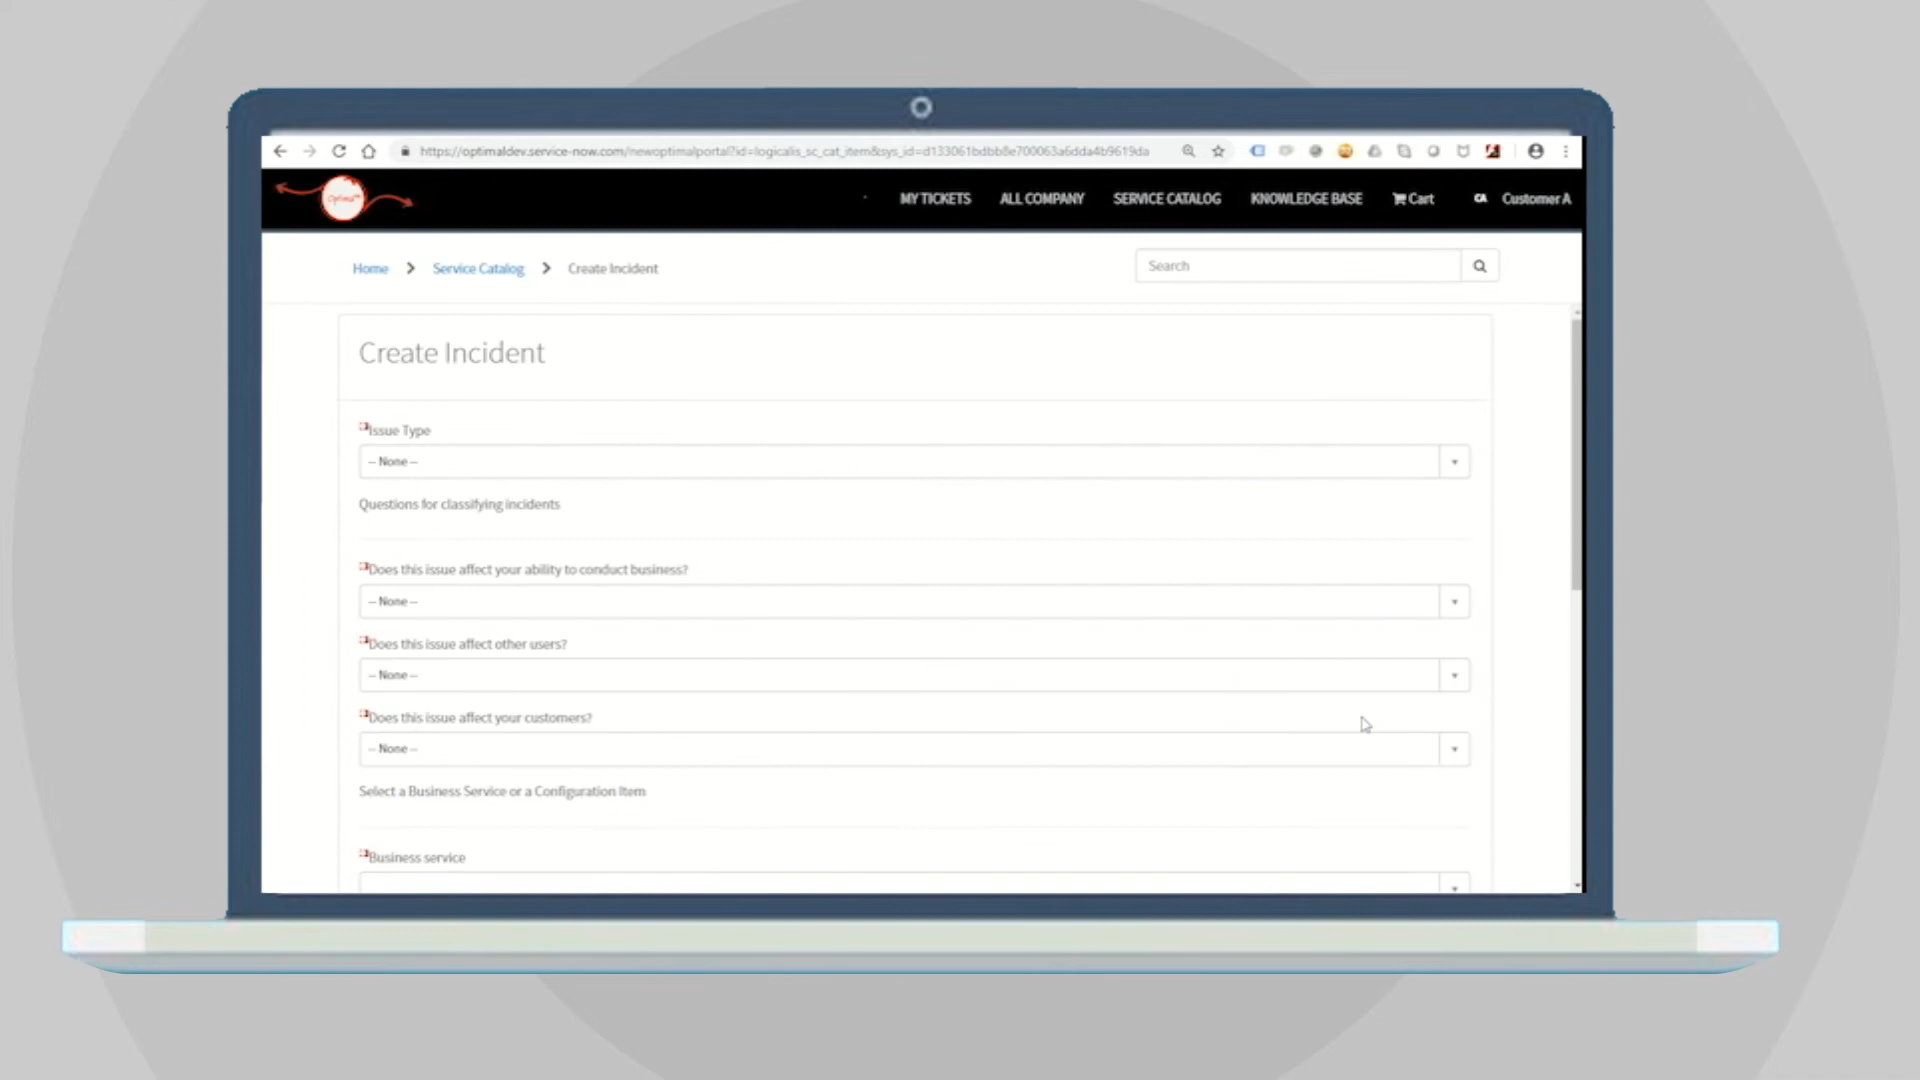 https://optimaldev.service-now.com/newoptimalportal?id=logicalis_sc_cat_item&sys_id=d133061bdbb8e700063a6dda4b9619da
Optimal
MY TICKETS ALL COMPANY SERVICE CATALOG KNOWLEDGE BASE Cart CA Customer A
Home > Service Catalog > Create Incident
Search
Create Incident
Issue Type
-- None --
Questions for classifying incidents
Does this issue affect your ability to conduct business?
-- None --
Does this issue affect other users?
-- None --
Does this issue affect your customers?
-- None --
Select a Business Service or a Configuration Item
Business service